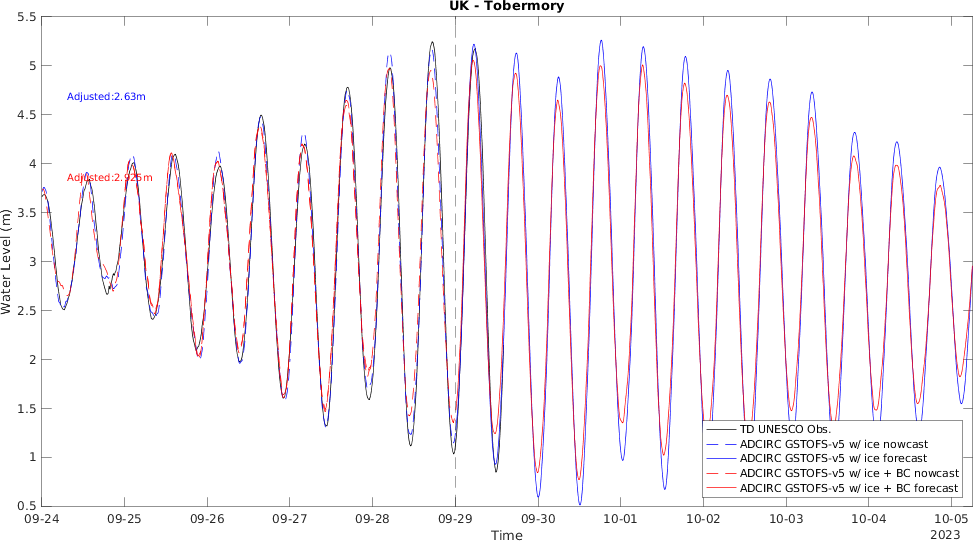 UK - Tobermory
5.5
5
4.5
4
3.5
3
2.5
2
1.5
1
0.5
Water Level (m)
Adjusted:2.63m
Adjusted:2.925m
TD UNESCO Obs.
ADCIRC GSTOFS-v5 w/ ice nowcast
ADCIRC GSTOFS-v5 w/ ice forecast
ADCIRC GSTOFS-v5 w/ ice + BC nowcast
ADCIRC GSTOFS-v5 w/ ice + BC forecast
09-24 09-25 09-26 09-27 09-28 09-29 09-30 10-01 10-02 10-03 10-04 10-05
Time
2023